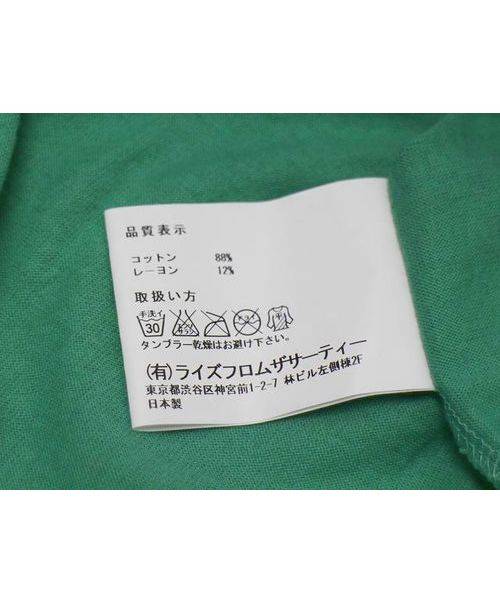 品質表示
コットン 88%
レーヨン 12%
取扱い方
手洗イ
30
タンブラー乾燥はお避け下さい。
(有)ライズフロムザサーティー
東京都渋谷区神宮前1-2-7 林ビル左側棟2F
日本製